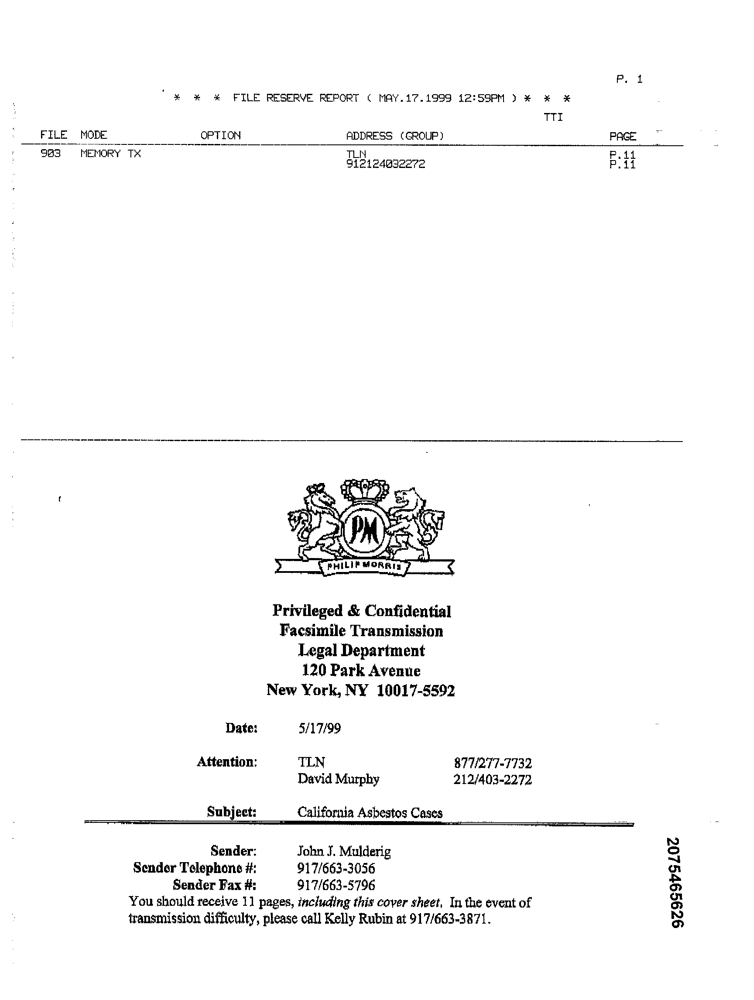 P. 1
* * * FILE RESERVE REPORT ( MAY.17.1999 12:59PM ) * * *
TTI
FILE MODE OPTION ADDRESS (GROUP) PAGE
903 MEMORY TX TLN P.11
912124032272 P.11
PM
PHILIP MORRIS
Privileged & Confidential
Facsimile Transmission
Legal Department
120 Park Avenue
New York, NY 10017-5592
Date: 5/17/99
Attention: TLN 877/277-7732
David Murphy 212/403-2272
Subject: California Asbestos Cases
Sender: John J. Mulderig
Sender Telephone #: 917/663-3056
Sender Fax #: 917/663-5796
You should receive 11 pages, including this cover sheet. In the event of
transmission difficulty, please call Kelly Rubin at 917/663-3871.
2075465626